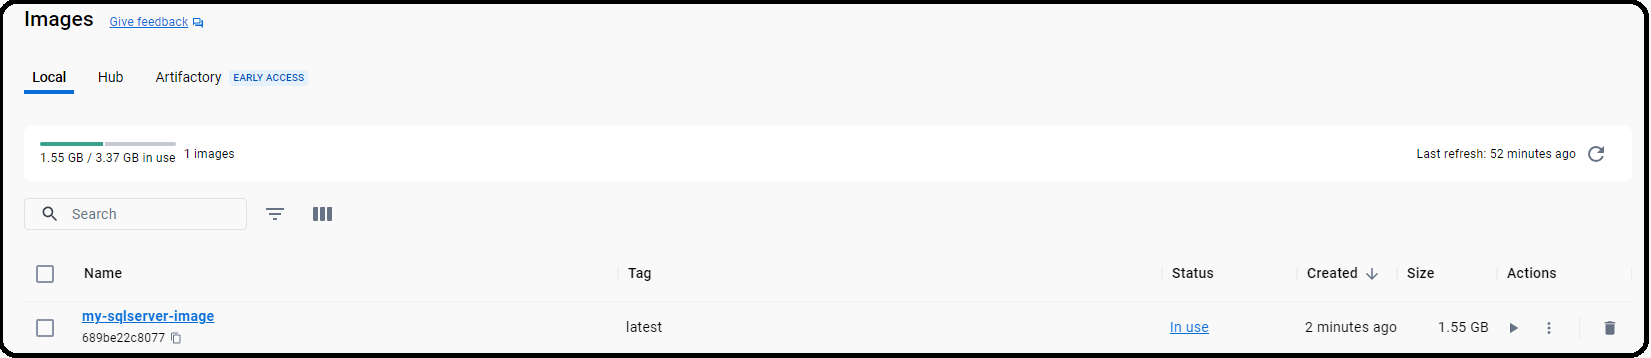 Images Give feedback
Local Hub Artifactory EARLY ACCESS
1.55 GB / 3.37 GB in use 1 images Last refresh: 52 minutes ago
Search
Name Tag Status Created Size Actions
my-sqlserver-image
689be22c8077 latest In use 2 minutes ago 1.55 GB